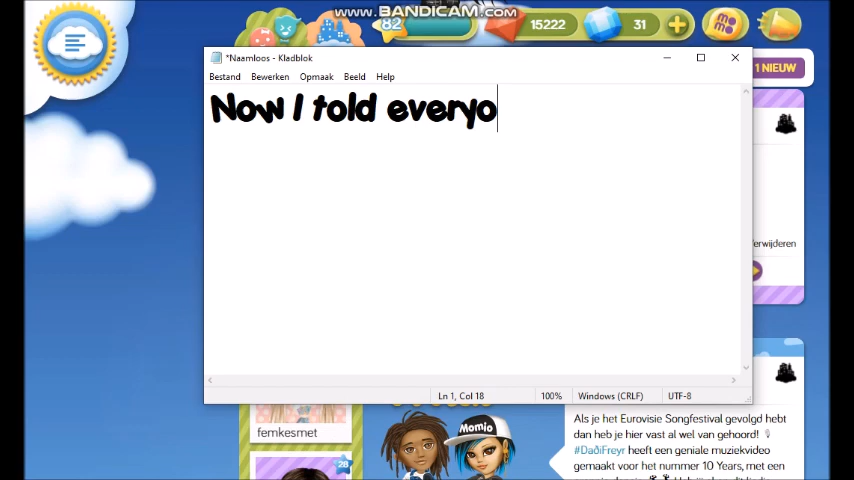 www.BANDICAM.com
82
15222
31
momo
*Naamloos - Kladblok
Bestand Bewerken Opmaak Beeld Help
1 NIEUW
Now I told everyo
erwijderen
Ln 1, Col 18
100%
Windows (CRLF)
UTF-8
femkesmet
28
Momio
Als je het Eurovisie Songfestival gevolgd hebt
dan heb je hier vast al wel van gehoord!
#DaðiFreyr heeft een geniale muziekvideo
gemaakt voor het nummer 10 Years, met een